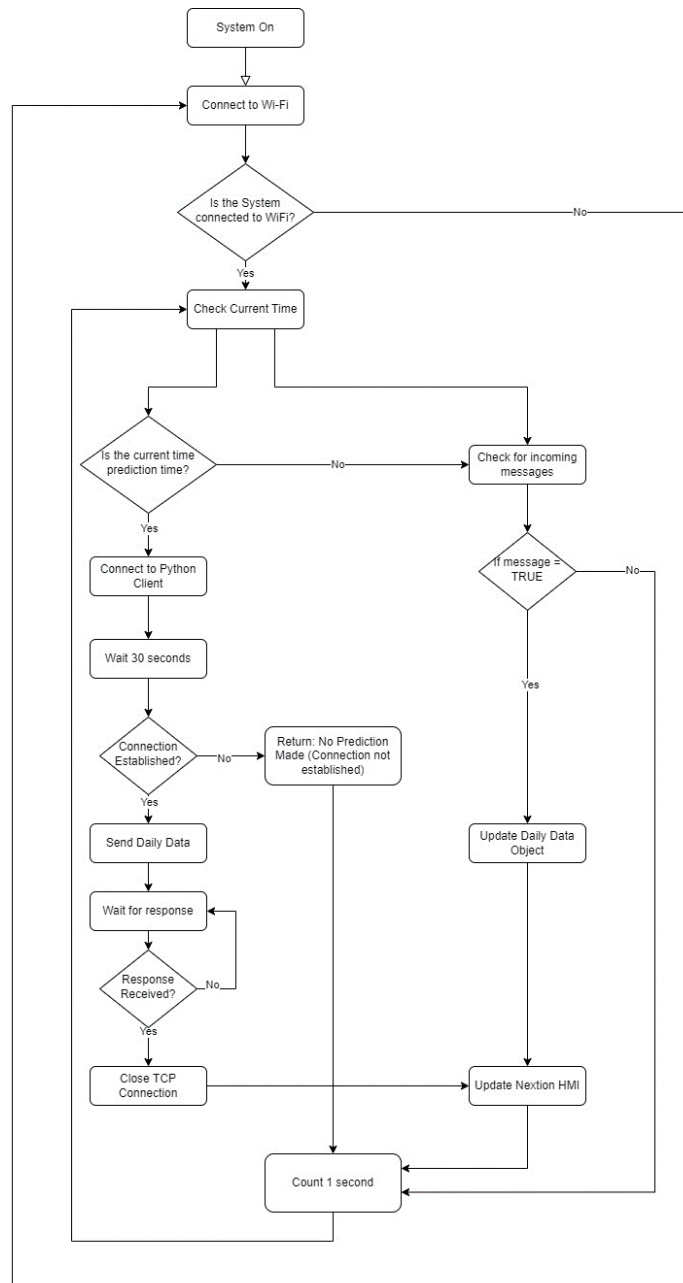 System On
Connect to Wi-Fi
Is the System
connected to WiFi?
No
Yes
Check Current Time
Is the current time
prediction time?
No
Check for incoming
messages
Yes
If message =
TRUE
No
Connect to Python
Client
Wait 30 seconds
Yes
Connection
Established?
No
Return: No Prediction
Made (Connection not
established)
Yes
Send Daily Data
Update Daily Data
Object
Wait for response
Response
Received?
No
Yes
Close TCP
Connection
Update Nextion HMI
Count 1 second